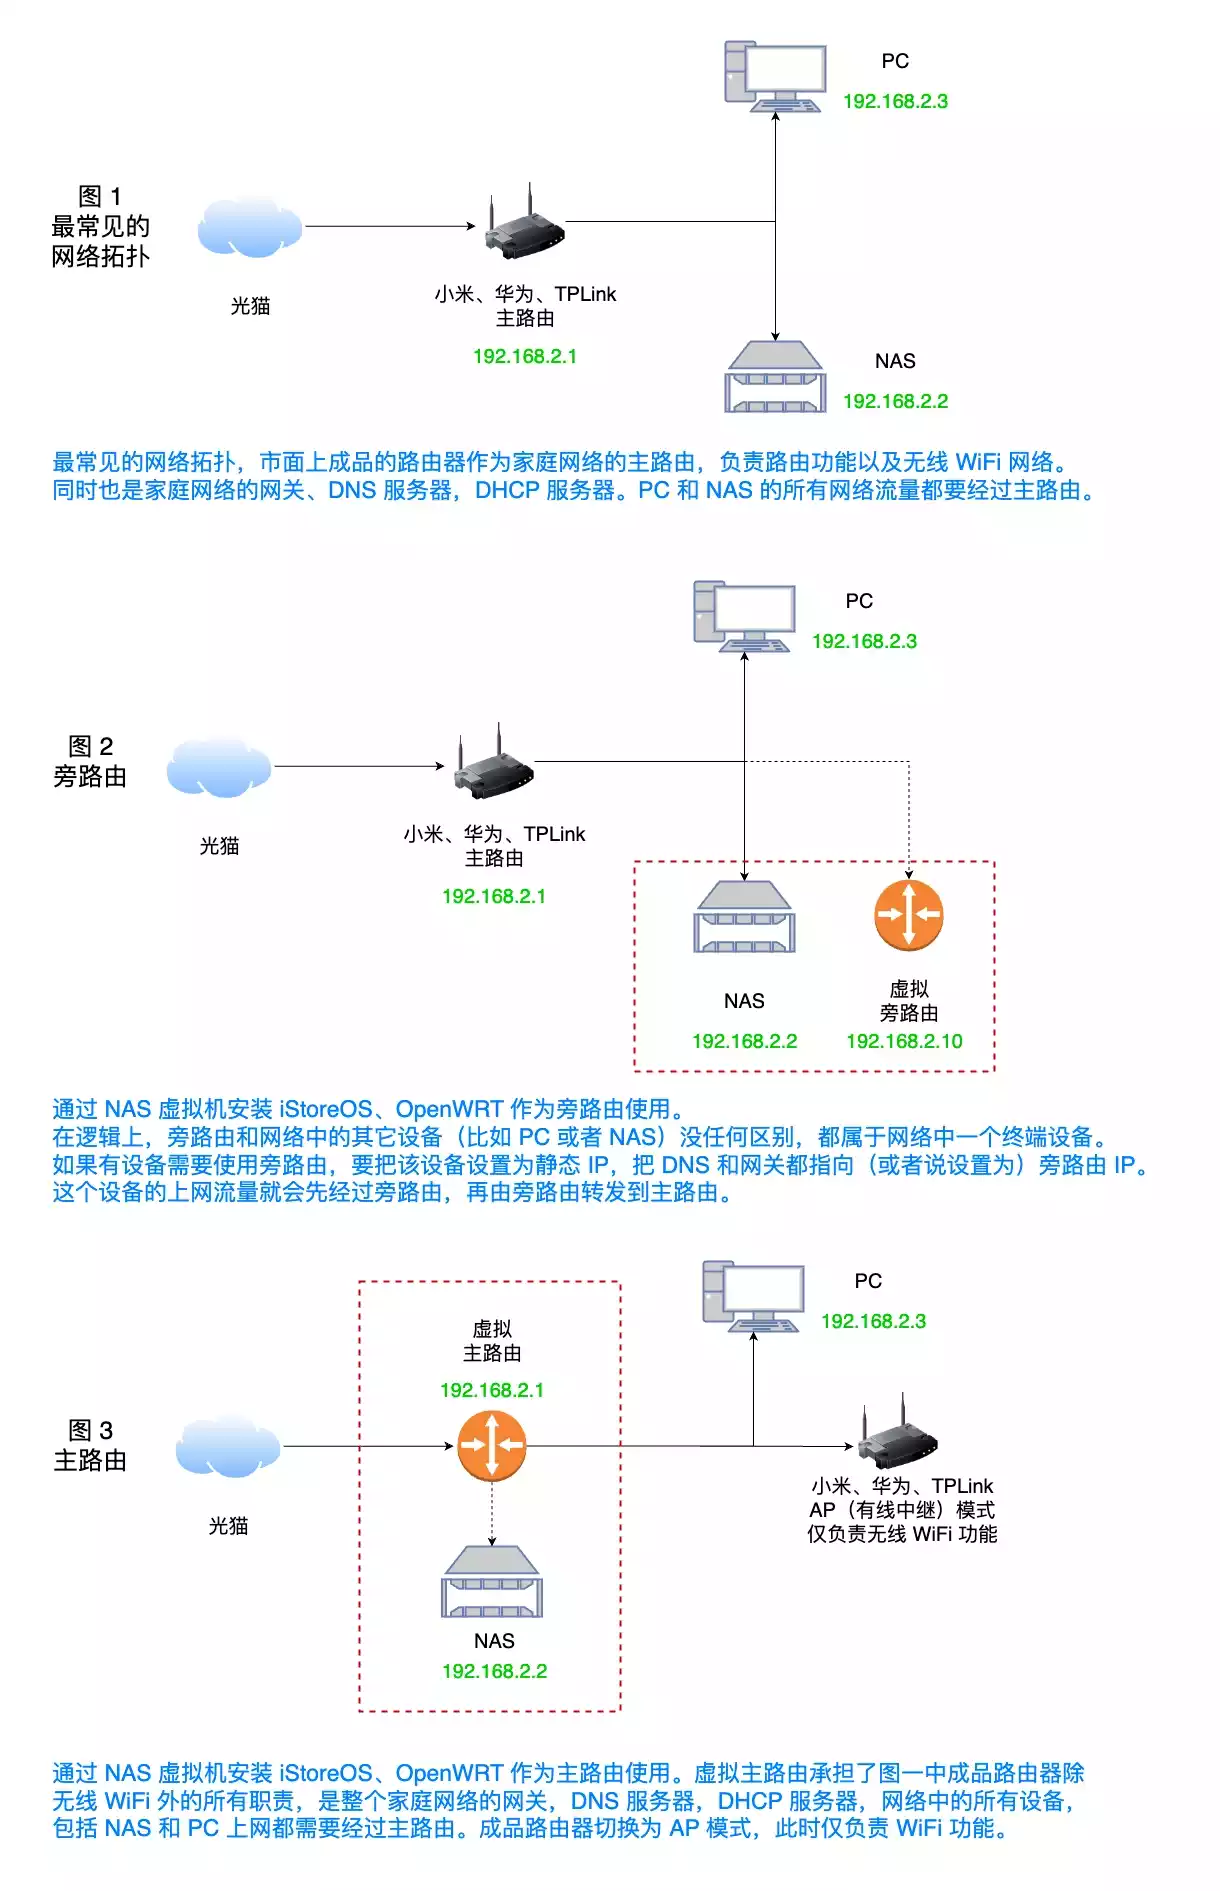 PC
192.168.2.3
图 1
最常见的
网络拓扑
光猫
小米、华为、TPLink
主路由
192.168.2.1
NAS
192.168.2.2
最常见的网络拓扑，市面上成品的路由器作为家庭网络的主路由，负责路由功能以及无线 WiFi 网络。
同时也是家庭网络的网关、DNS 服务器，DHCP 服务器。PC 和 NAS 的所有网络流量都要经过主路由。
PC
192.168.2.3
图 2
旁路由
光猫
小米、华为、TPLink
主路由
192.168.2.1
NAS
192.168.2.2
虚拟
旁路由
192.168.2.10
通过 NAS 虚拟机安装 iStoreOS、OpenWRT 作为旁路由使用。
在逻辑上，旁路由和网络中的其它设备（比如 PC 或者 NAS）没任何区别，都属于网络中一个终端设备。
如果有设备需要使用旁路由，要把该设备设置为静态 IP，把 DNS 和网关都指向（或者说设置为）旁路由 IP。
这个设备的上网流量就会先经过旁路由，再由旁路由转发到主路由。
PC
192.168.2.3
虚拟
主路由
192.168.2.1
图 3
主路由
光猫
小米、华为、TPLink
AP（有线中继）模式
仅负责无线 WiFi 功能
NAS
192.168.2.2
通过 NAS 虚拟机安装 iStoreOS、OpenWRT 作为主路由使用。虚拟主路由承担了图一中成品路由器除
无线 WiFi 外的所有职责，是整个家庭网络的网关，DNS 服务器，DHCP 服务器，网络中的所有设备，
包括 NAS 和 PC 上网都需要经过主路由。成品路由器切换为 AP 模式，此时仅负责 WiFi 功能。